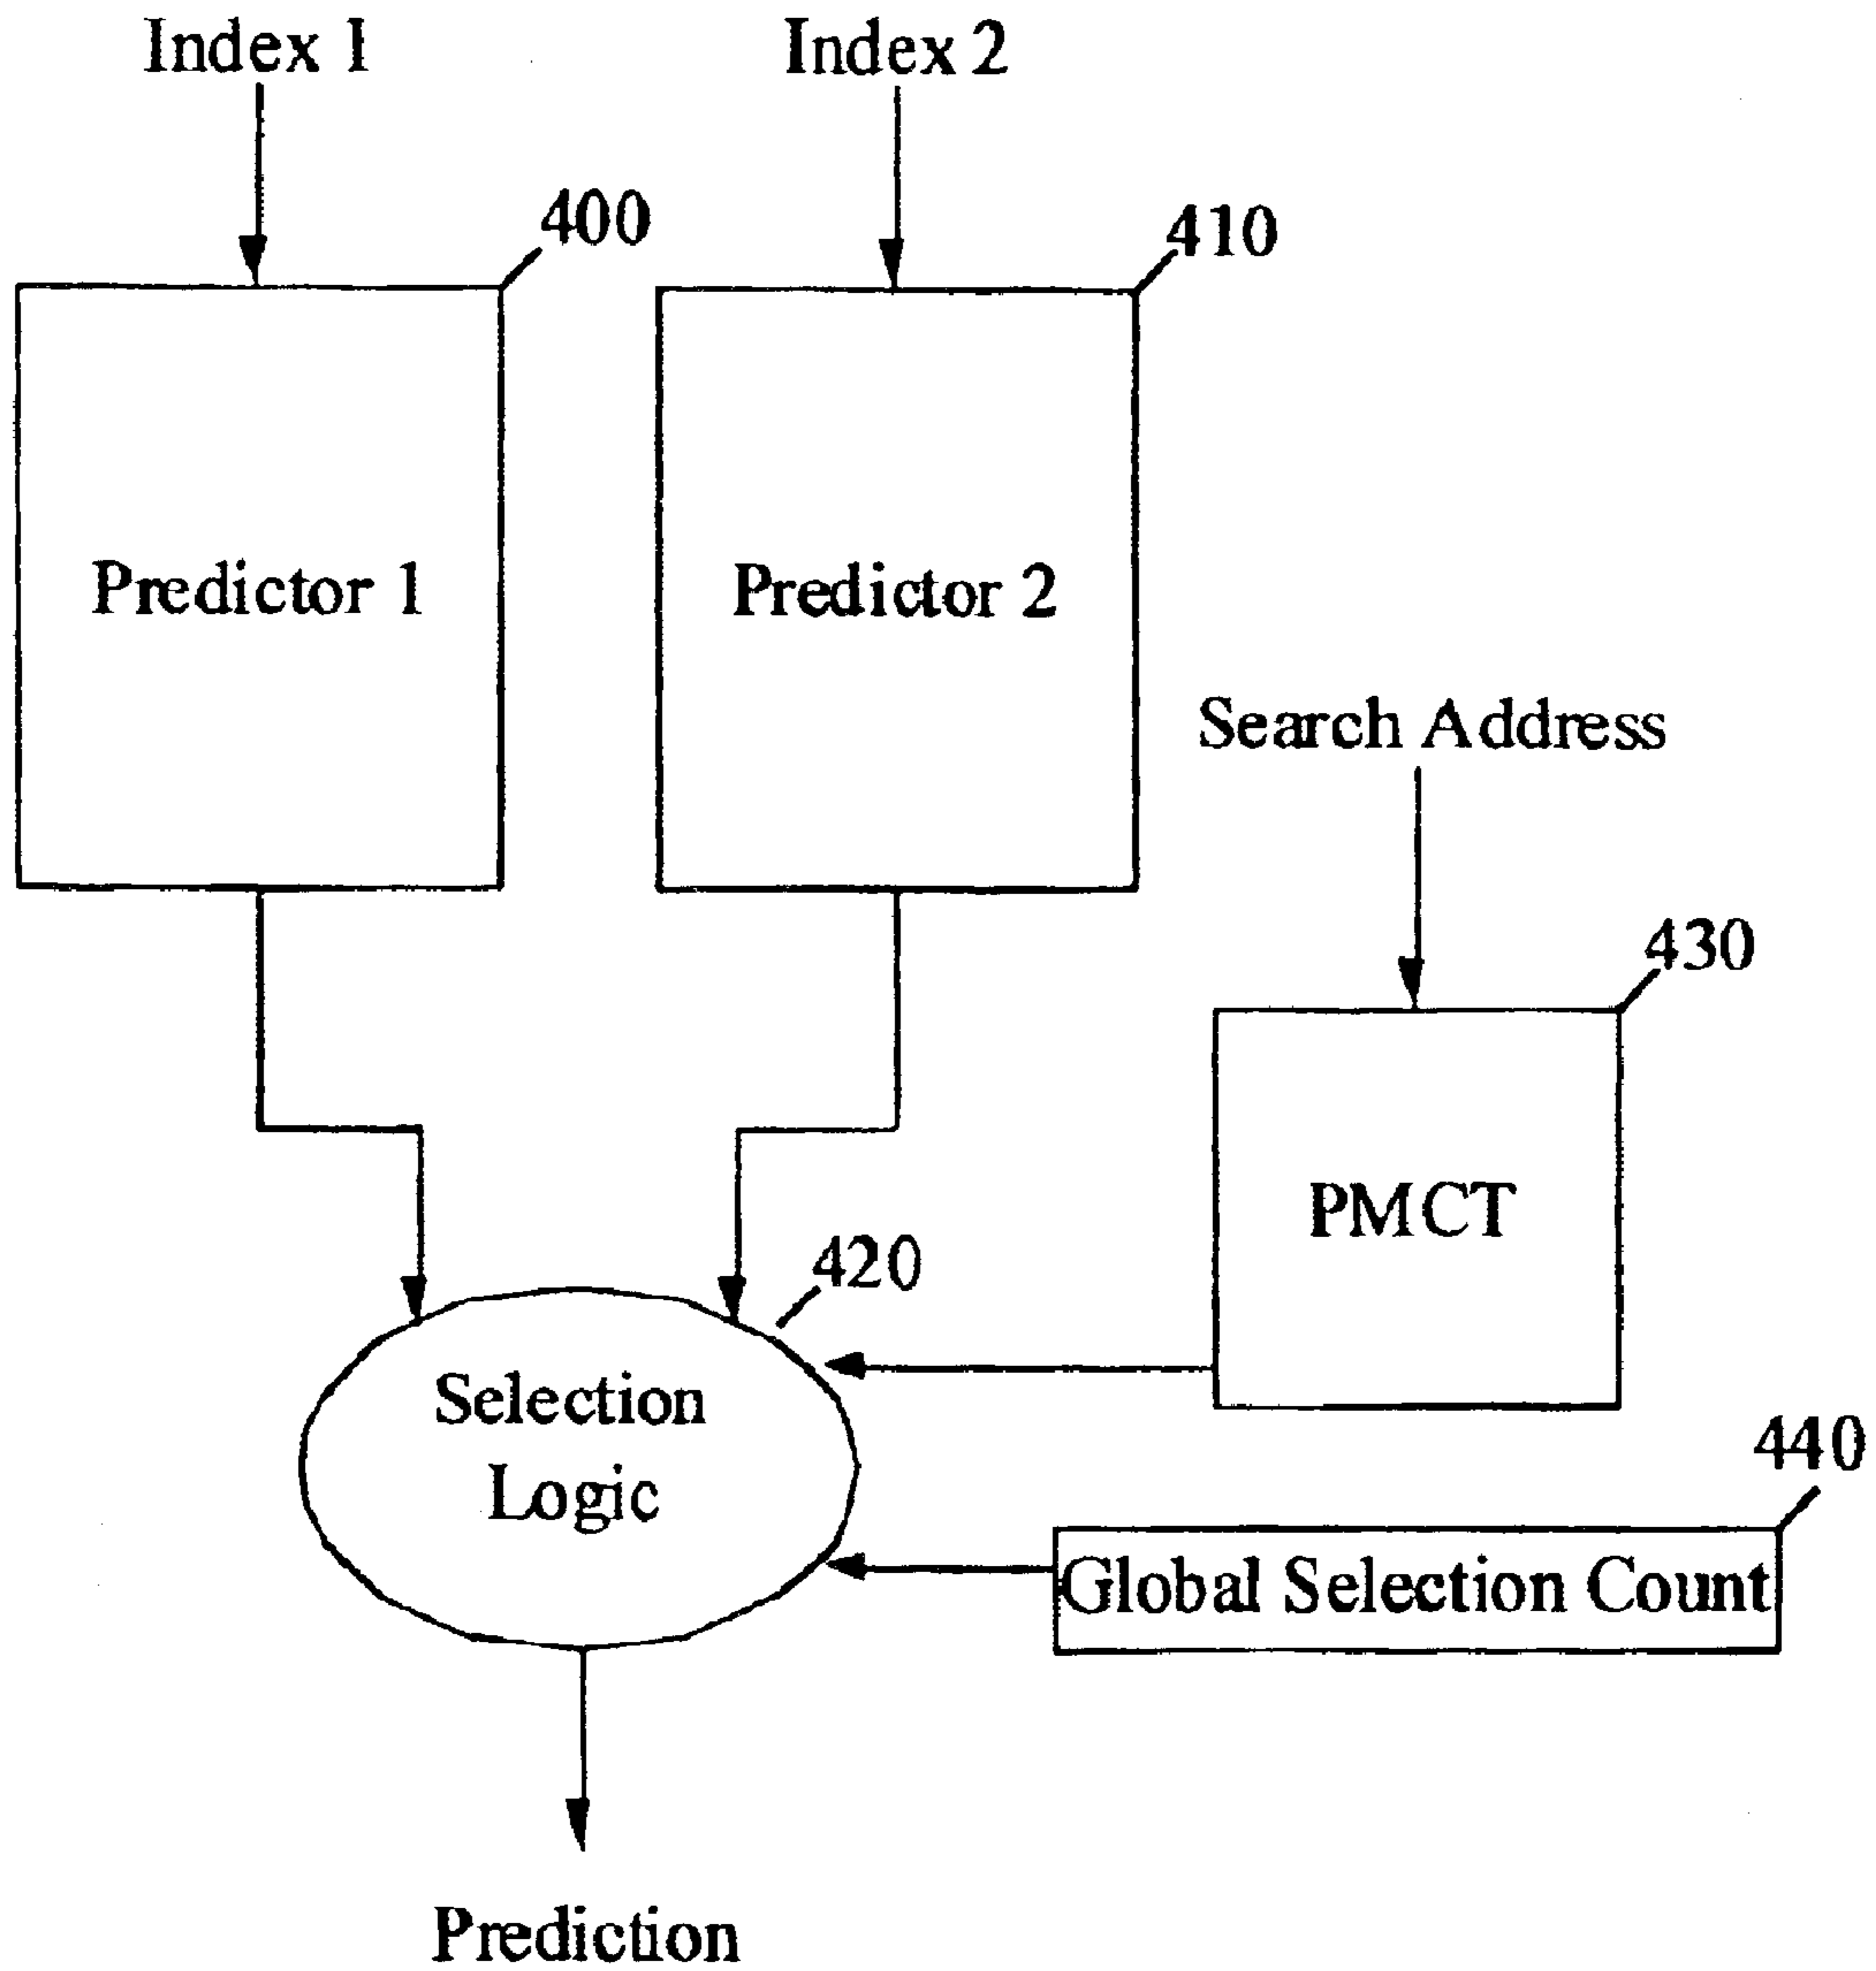 Index 1
Index 2
400
410
Predictor 1
Predictor 2
Search Address
430
PMCT
420
Selection
Logic
440
Global Selection Count
Prediction